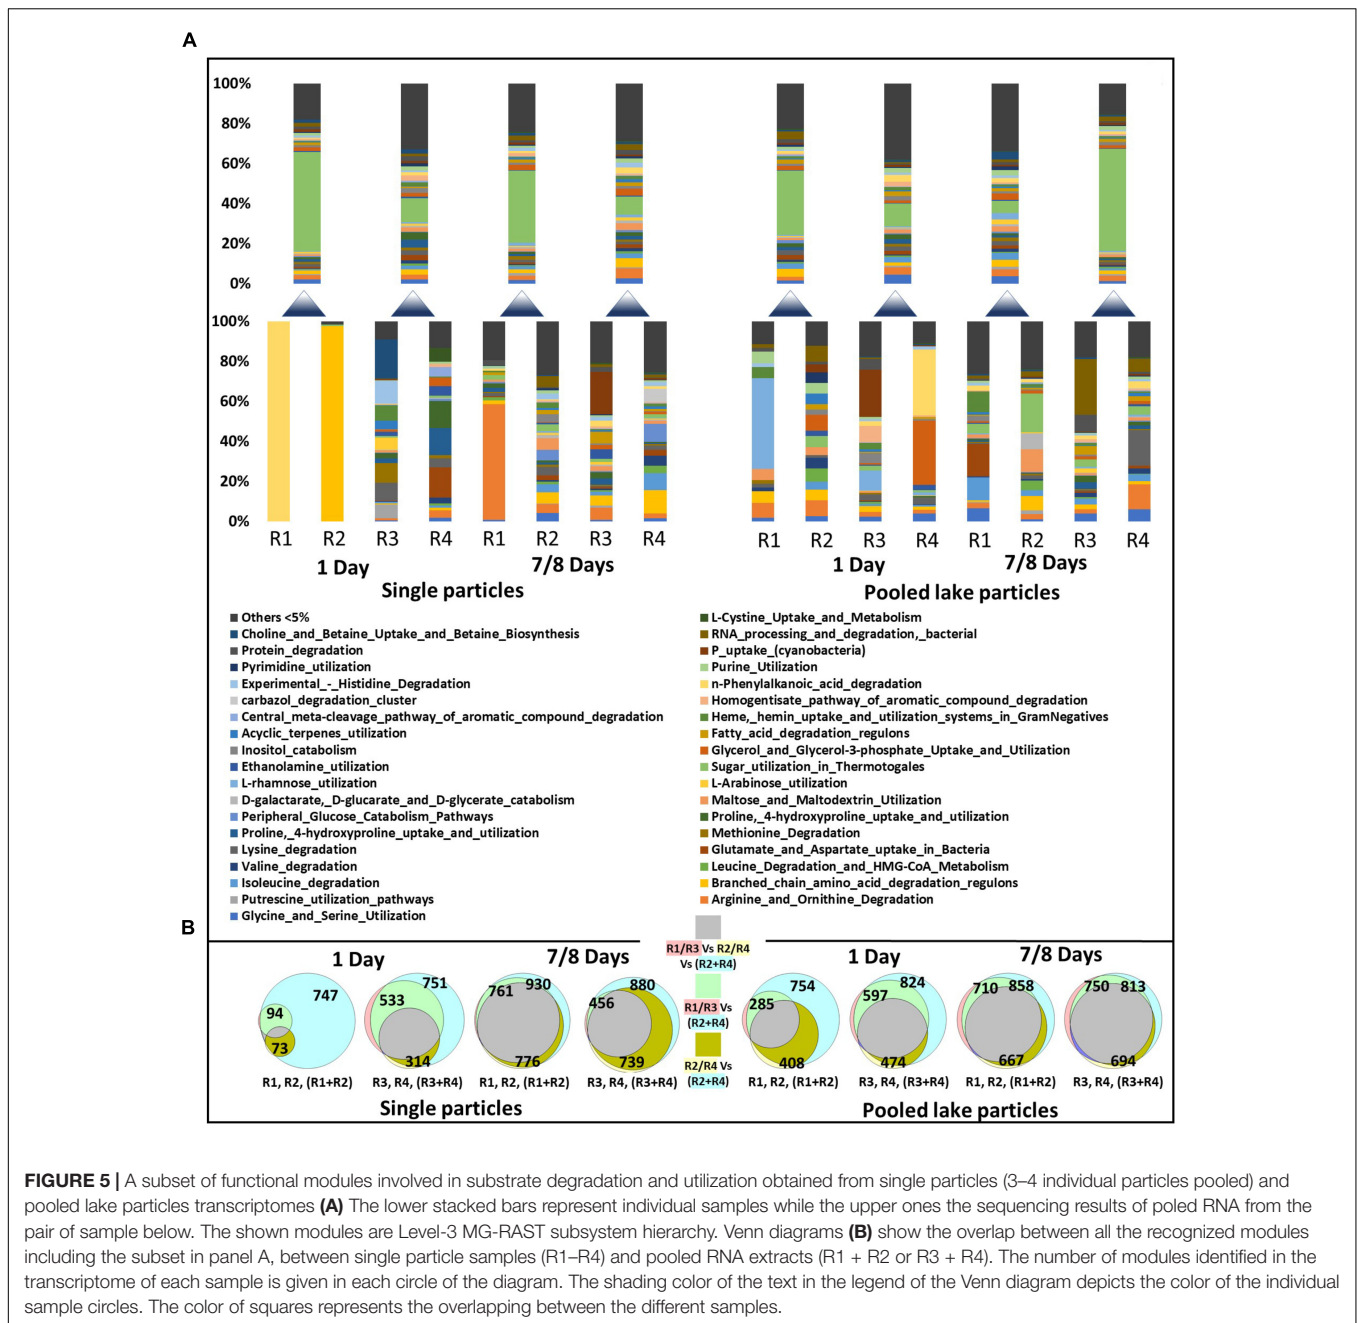 A
100%
80%
60%
40%
20%
0%
100%
80%
60%
40%
20%
0%
R1 R2 R3 R4 R1 R2 R3 R4 R1 R2 R3 R4 R1 R2 R3 R4
1 Day 7/8 Days 1 Day 7/8 Days
Single particles Pooled lake particles
Others <5%
Choline_and_Betaine_Uptake_and_Betaine_Biosynthesis
Protein_degradation
Pyrimidine_utilization
Experimental_-_Histidine_Degradation
carbazol_degradation_cluster
Central_meta-cleavage_pathway_of_aromatic_compound_degradation
Acyclic_terpenes_utilization
Inositol_catabolism
Ethanolamine_utilization
L-rhamnose_utilization
D-galactarate,_D-glucarate_and_D-glycerate_catabolism
Peripheral_Glucose_Catabolism_Pathways
Proline,_4-hydroxyproline_uptake_and_utilization
Lysine_degradation
Valine_degradation
Isoleucine_degradation
Putrescine_utilization_pathways
Glycine_and_Serine_Utilization
L-Cystine_Uptake_and_Metabolism
RNA_processing_and_degradation,_bacterial
P_uptake_(cyanobacteria)
Purine_Utilization
n-Phenylalkanoic_acid_degradation
Homogentisate_pathway_of_aromatic_compound_degradation
Heme,_hemin_uptake_and_utilization_systems_in_GramNegatives
Fatty_acid_degradation_regulons
Glycerol_and_Glycerol-3-phosphate_Uptake_and_Utilization
Sugar_utilization_in_Thermotogales
L-Arabinose_utilization
Maltose_and_Maltodextrin_Utilization
Proline,_4-hydroxyproline_uptake_and_utilization
Methionine_Degradation
Glutamate_and_Aspartate_uptake_in_Bacteria
Leucine_Degradation_and_HMG-CoA_Metabolism
Branched_chain_amino_acid_degradation_regulons
Arginine_and_Ornithine_Degradation
B
1 Day 7/8 Days 1 Day 7/8 Days
R1/R3 Vs R2/R4
Vs (R2+R4)
R1/R3 Vs
(R2+R4)
R2/R4 Vs
(R2+R4)
747 94 73
751 533 314
761 930 776
880 456 739
754 285 408
824 597 474
710 858 667
750 813 694
R1, R2, (R1+R2) R3, R4, (R3+R4) R1, R2, (R1+R2) R3, R4, (R3+R4) R1, R2, (R1+R2) R3, R4, (R3+R4) R1, R2, (R1+R2) R3, R4, (R3+R4)
Single particles Pooled lake particles
FIGURE 5 | A subset of functional modules involved in substrate degradation and utilization obtained from single particles (3–4 individual particles pooled) and
pooled lake particles transcriptomes (A) The lower stacked bars represent individual samples while the upper ones the sequencing results of poled RNA from the
pair of sample below. The shown modules are Level-3 MG-RAST subsystem hierarchy. Venn diagrams (B) show the overlap between all the recognized modules
including the subset in panel A, between single particle samples (R1–R4) and pooled RNA extracts (R1 + R2 or R3 + R4). The number of modules identified in the
transcriptome of each sample is given in each circle of the diagram. The shading color of the text in the legend of the Venn diagram depicts the color of the individual
sample circles. The color of squares represents the overlapping between the different samples.